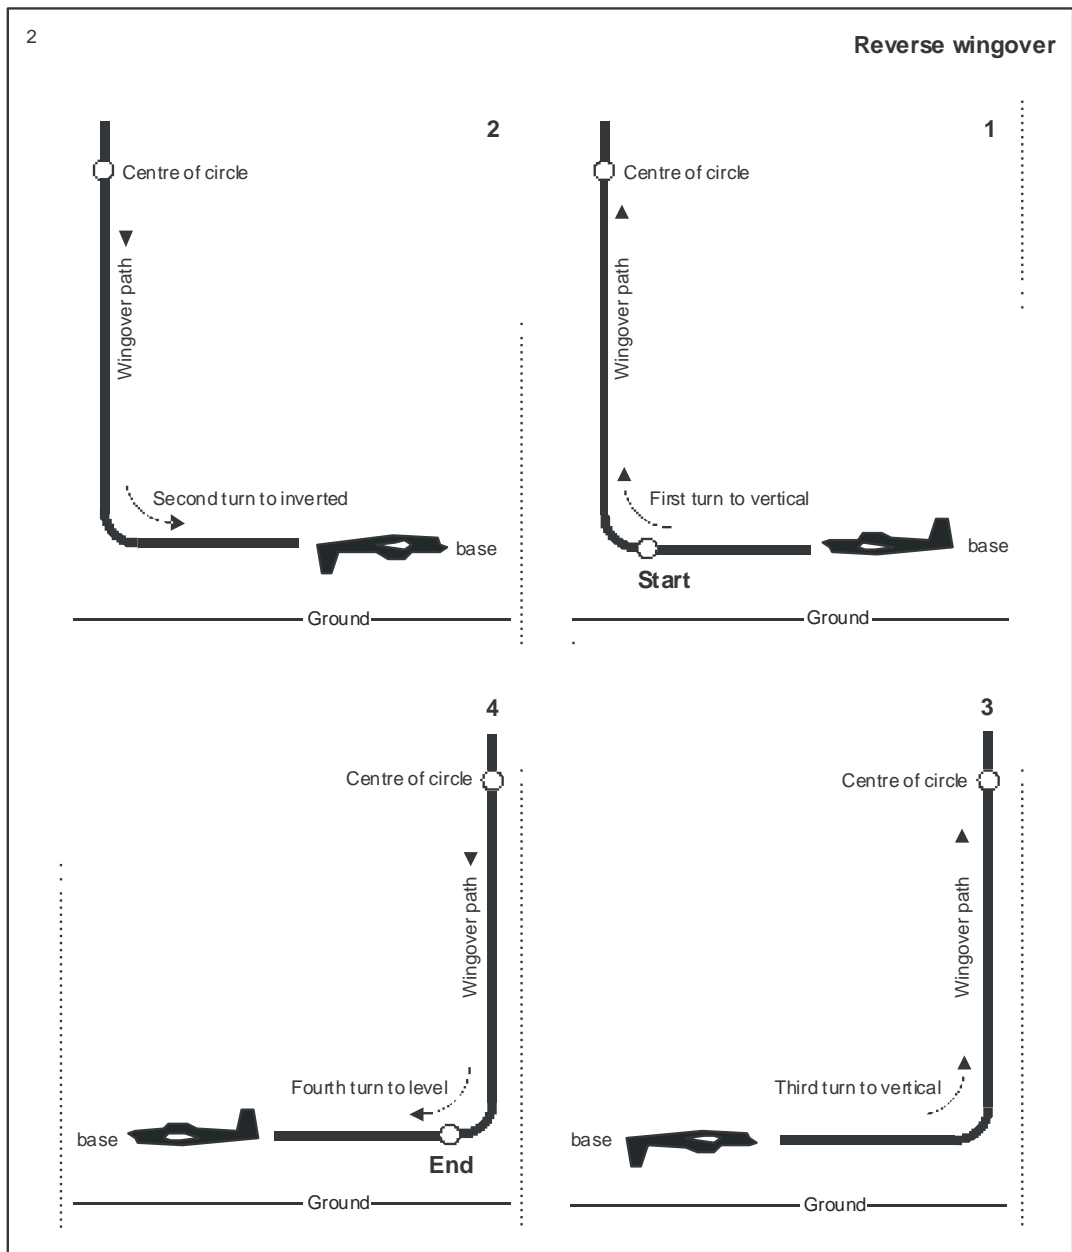 2
Reverse wingover
2
1
Centre of circle
Centre of circle
Wingover path
Wingover path
Second turn to inverted
First turn to vertical
base
base
Start
Ground
Ground
4
3
Centre of circle
Centre of circle
Wingover path
Wingover path
Fourth turn to level
Third turn to vertical
base
base
End
Ground
Ground